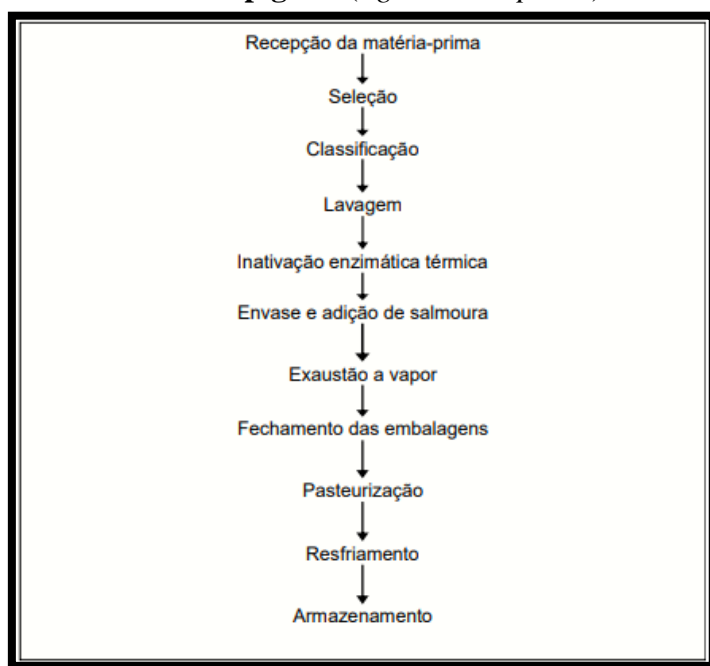 Recepção da matéria-prima
Seleção
Classificação
Lavagem
Inativação enzimática térmica
Envase e adição de salmoura
Exaustão a vapor
Fechamento das embalagens
Pasteurização
Resfriamento
Armazenamento